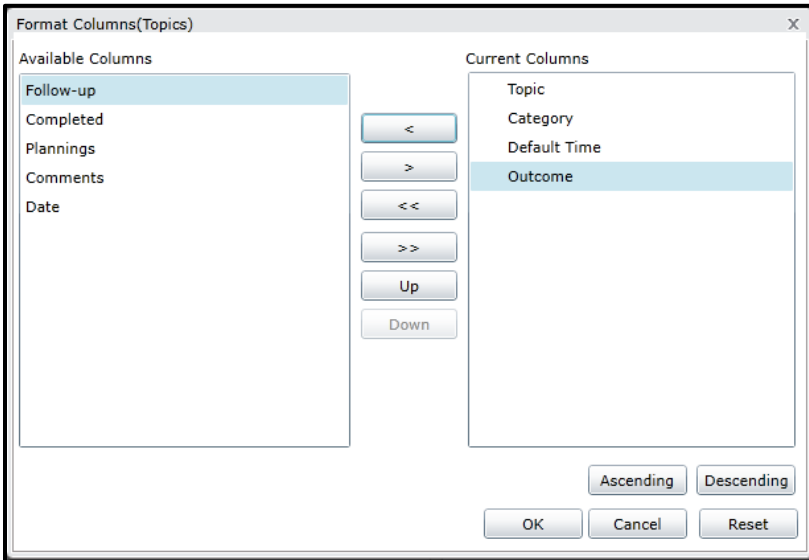 Format Columns(Topics)
X
Available Columns
Follow-up
Completed
Plannings
Comments
Date
<
>
<<
>>
Up
Down
Current Columns
Topic
Category
Default Time
Outcome
Ascending
Descending
OK
Cancel
Reset